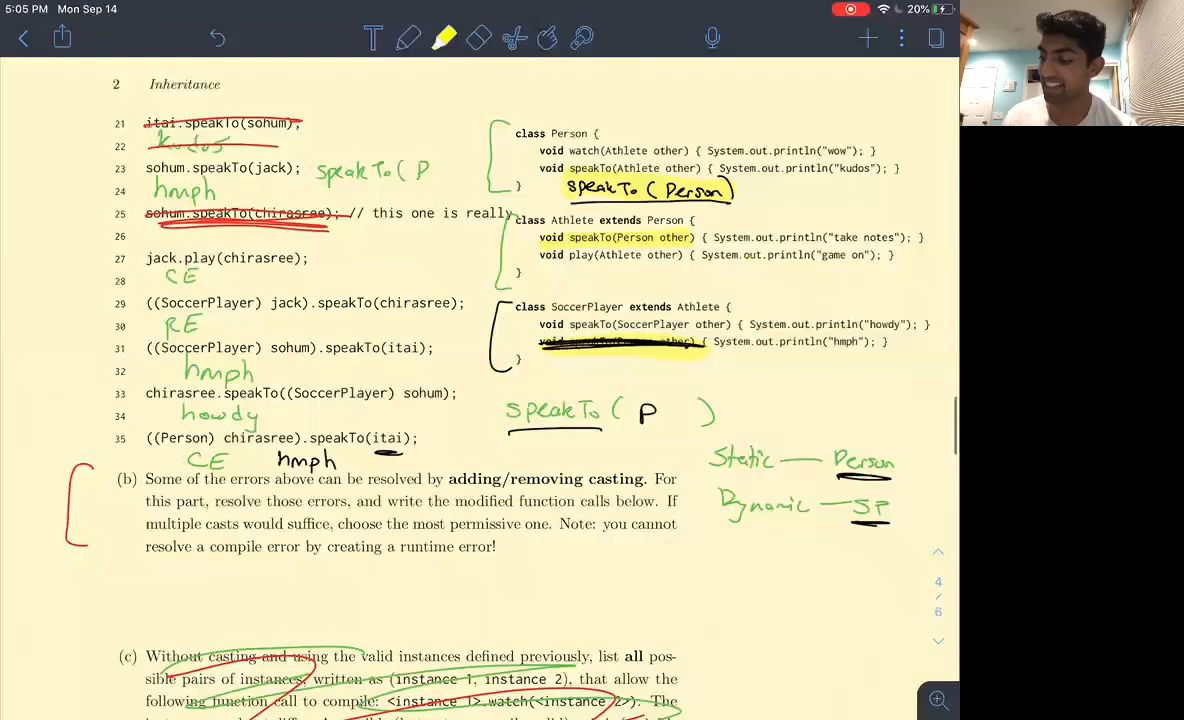 5:05 PM Mon Sep 14
20%
2 Inheritance
21 itai.speakTo(sohum);
22 kudos
23 sohum.speakTo(jack); speakTo( P
24 hmph
25 sohum.speakTo(chirasree); // this one is really
26
27 jack.play(chirasree);
28 CE
29 ((SoccerPlayer) jack).speakTo(chirasree);
30 RE
31 ((SoccerPlayer) sohum).speakTo(itai);
32 hmph
33 chirasree.speakTo((SoccerPlayer) sohum);
34 howdy
35 ((Person) chirasree).speakTo(itai);
CE hmph
(b) Some of the errors above can be resolved by adding/removing casting. For
this part, resolve those errors, and write the modified function calls below. If
multiple casts would suffice, choose the most permissive one. Note: you cannot
resolve a compile error by creating a runtime error!
(c) Without casting and using the valid instances defined previously, list all pos-
sible pairs of instances, written as (instance 1, instance 2), that allow the
following function call to compile: <instance 1>.watch(<instance 2>). The
class Person {
void watch(Athlete other) { System.out.println("wow"); }
void speakTo(Athlete other) { System.out.println("kudos"); }
} speakTo(Person)
class Athlete extends Person {
void speakTo(Person other) { System.out.println("take notes"); }
void play(Athlete other) { System.out.println("game on"); }
}
class SoccerPlayer extends Athlete {
void speakTo(SoccerPlayer other) { System.out.println("howdy"); }
void other) { System.out.println("hmph"); }
}
speakTo( P )
Static — Person
Dynamic — SP
4
/
6